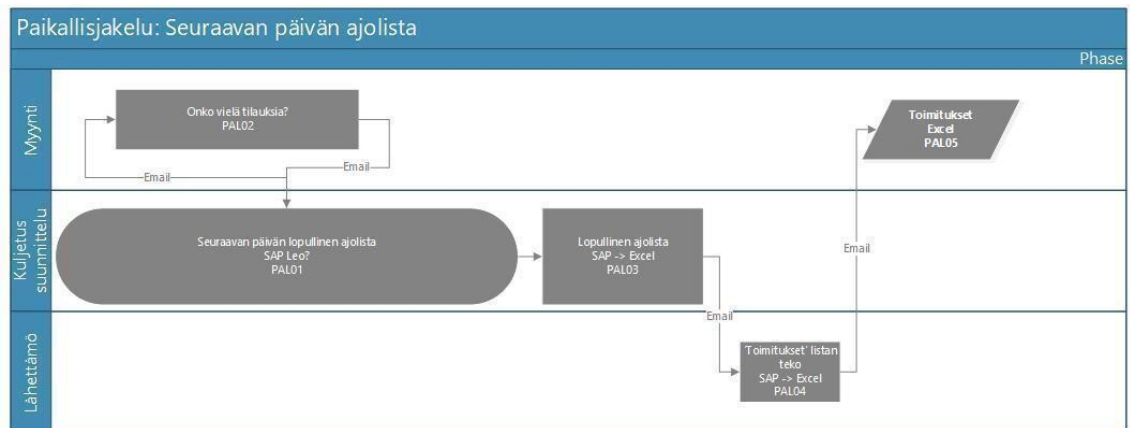 Paikallisjakelu: Seuraavan päivän ajolista
Phase
Myynti
Onko vielä tilauksia?
PAL02
Email
Email
Toimitukset
Excel
PAL05
Kuljetus
suunnittelu
Seuraavan päivän lopullinen ajolista
SAP Leo?
PAL01
Lopullinen ajolista
SAP -> Excel
PAL03
Email
Email
Lähettämö
'Toimitukset' listan
teko
SAP -> Excel
PAL04